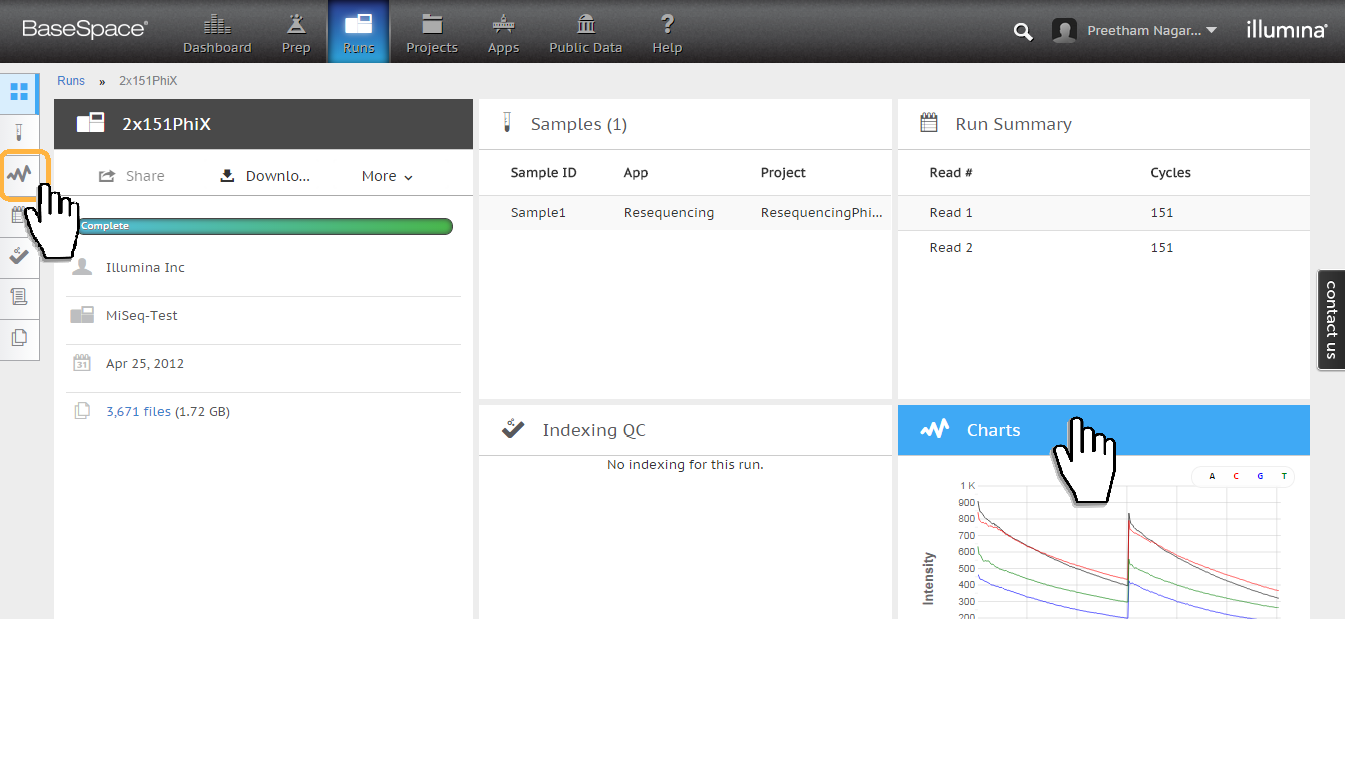 BaseSpace®
Dashboard Prep Runs Projects Apps Public Data Help
Preetham Nagar...
illumina®
Runs » 2x151PhiX
2x151PhiX
Share Downlo... More
Complete
Illumina Inc
MiSeq-Test
31
Apr 25, 2012
3,671 files (1.72 GB)
Samples (1)
Sample ID App Project
Sample1 Resequencing ResequencingPhi...
Run Summary
Read # Cycles
Read 1 151
Read 2 151
Indexing QC
No indexing for this run.
Charts
A C G T
1 K
900
800
700
600
500
400
300
200
Intensity
contact us